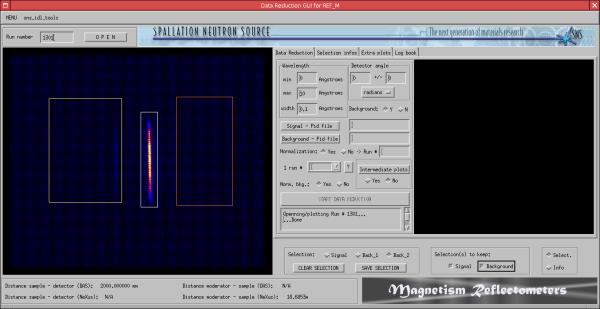 Data Reduction GUI for REF_M
MENU sns_idl_tools
Run number 1301 OPEN
SPALLATION NEUTRON SOURCE
The next generation of materials research
SNS
Data Reduction Selection infos Extra plots Log book
Wavelength Detector angle
min 0 Angstroms 0 +/- 0
max 10 Angstroms radians
width 0.1 Angstroms Background: Y N
Signal - Pid file
Background - Pid file
Normalization: Yes No -> Run #
1 run # ?
Intermediate plots
Norm. bkg.: Yes No Yes No
START DATA REDUCTION
Openning/plotting Run # 1301...
...Done
Selection: Signal Back_1 Back_2
CLEAR SELECTION SAVE SELECTION
Selection(s) to keep:
Signal Background
Select.
Info
Distance sample - detector (DAS): 2000.000000 mm Distance moderator - sample (DAS): N/A
Distance sample - detector (NeXus): N/A Distance moderator - sample (NeXus): 18.6853m
Magnetism Reflectometers